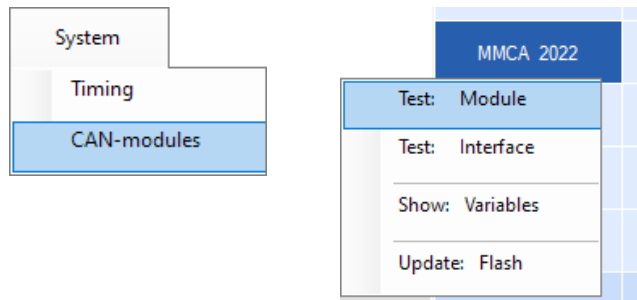 System
Timing
CAN-modules
MMCA 2022
Test: Module
Test: Interface
Show: Variables
Update: Flash